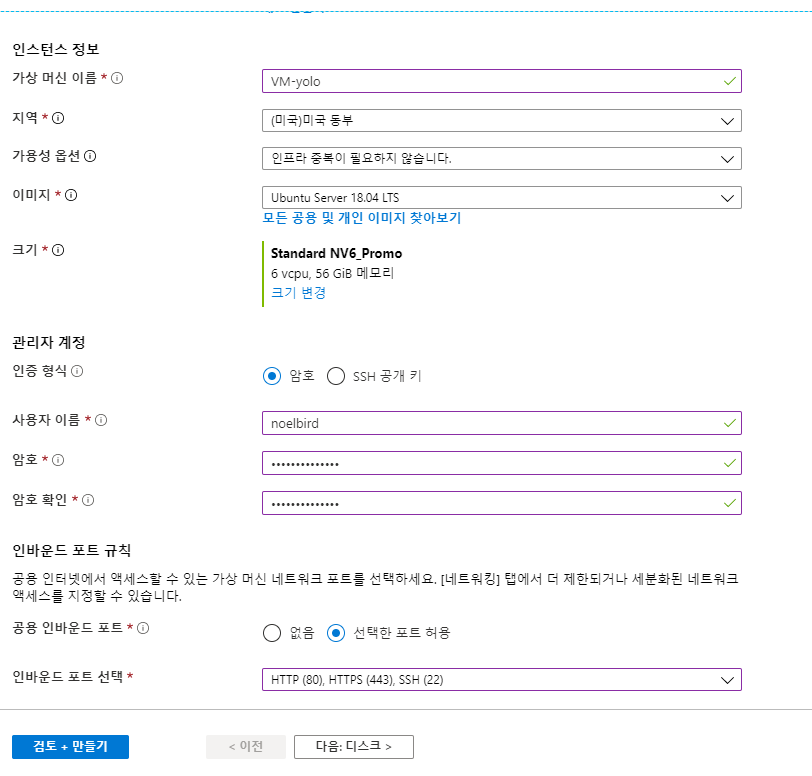 인스턴스 정보
가상 머신 이름 * VM-yolo
지역 * (미국)미국 동부
가용성 옵션 인프라 중복이 필요하지 않습니다.
이미지 * Ubuntu Server 18.04 LTS
모든 공용 및 개인 이미지 찾아보기
크기 * Standard NV6_Promo
6 vcpu, 56 GiB 메모리
크기 변경
관리자 계정
인증 형식 암호 SSH 공개 키
사용자 이름 * noelbird
암호 * ••••••••••••••
암호 확인 * ••••••••••••••
인바운드 포트 규칙
공용 인터넷에서 액세스할 수 있는 가상 머신 네트워크 포트를 선택하세요. [네트워킹] 탭에서 더 제한되거나 세분화된 네트워크
액세스를 지정할 수 있습니다.
공용 인바운드 포트 * 없음 선택한 포트 허용
인바운드 포트 선택 * HTTP (80), HTTPS (443), SSH (22)
검토 + 만들기 < 이전 다음: 디스크 >